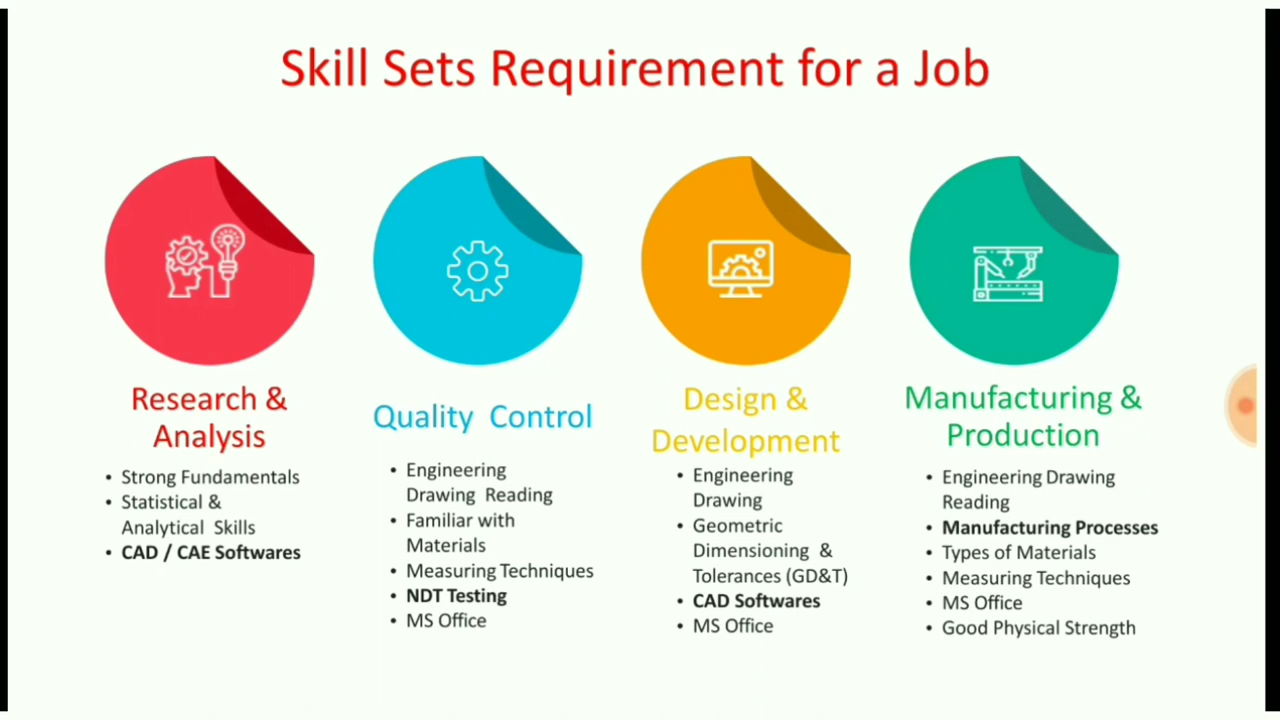 Skill Sets Requirement for a Job
Research &
Analysis
• Strong Fundamentals
• Statistical &
Analytical Skills
• CAD / CAE Softwares
Quality Control
• Engineering
Drawing Reading
• Familiar with
Materials
• Measuring Techniques
• NDT Testing
• MS Office
Design &
Development
• Engineering
Drawing
• Geometric
Dimensioning &
Tolerances (GD&T)
• CAD Softwares
• MS Office
Manufacturing &
Production
• Engineering Drawing
Reading
• Manufacturing Processes
• Types of Materials
• Measuring Techniques
• MS Office
• Good Physical Strength